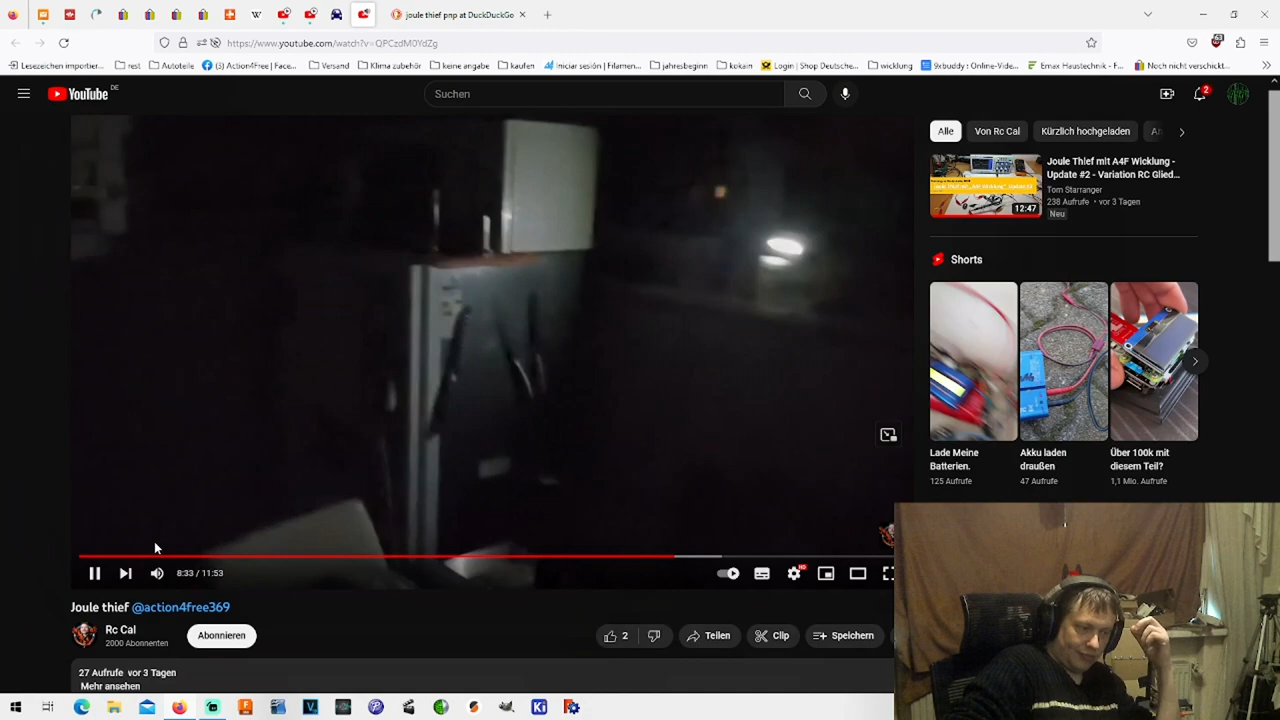 joule thief pnp at DuckDuckGo
https://www.youtube.com/watch?v=QPCzdM0YdZg
63
Lesezeichen importier...
rest
Autoteile
(3) Action4Free | Face...
Versand
Klima zubehör
keine angabe
kaufen
Iniciar sesión | Filamen...
jahresbeginn
kokain
Login | Shop Deutsche...
wicklung
9xbuddy : Online-Vide...
Emax Haustechnik - F...
Noch nicht verschickt...
YouTube DE
Suchen
2
Alle
Von Rc Cal
Kürzlich hochgeladen
Joule Thief mit A4F Wicklung -
Update #2 - Variation RC Glied...
Tom Starranger
238 Aufrufe • vor 3 Tagen
Neu
12:47
Shorts
Lade Meine
Batterien.
125 Aufrufe
Akku laden
draußen
47 Aufrufe
Über 100k mit
diesem Teil?
1,1 Mio. Aufrufe
8:33 / 11:53
HD
Joule thief @action4free369
Rc Cal
2000 Abonnenten
Abonnieren
2
Teilen
Clip
Speichern
27 Aufrufe vor 3 Tagen
Mehr ansehen